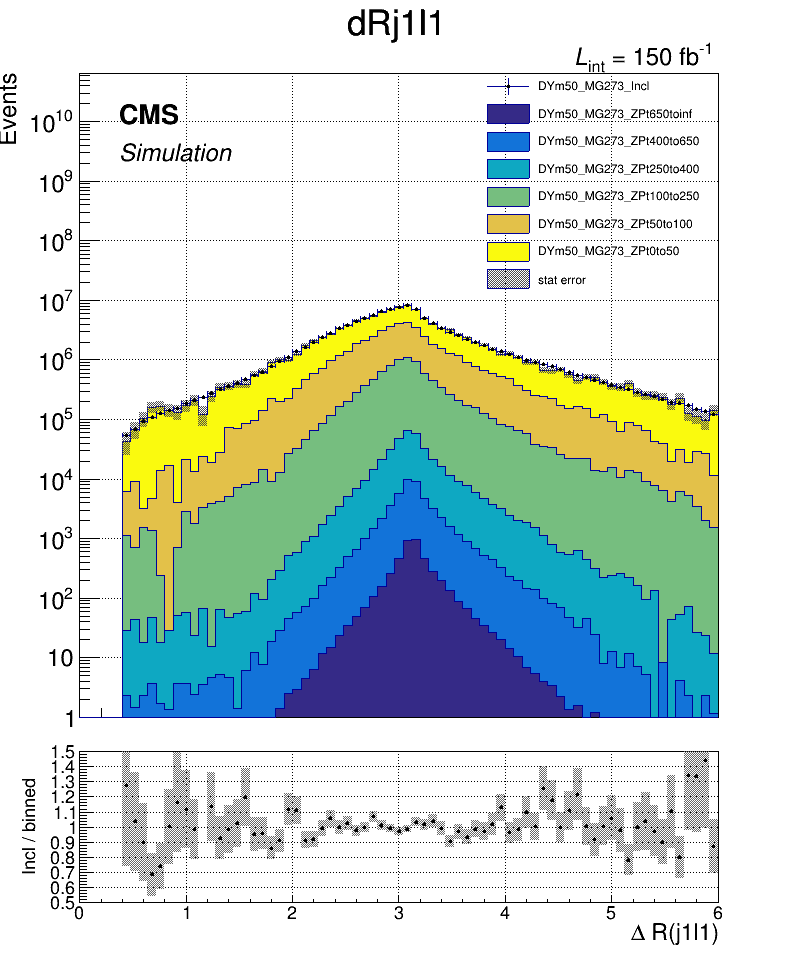 dRj1l1
L_int = 150 fb^-1
Events
CMS
Simulation
DYm50_MG273_Incl
DYm50_MG273_ZPt650toinf
DYm50_MG273_ZPt400to650
DYm50_MG273_ZPt250to400
DYm50_MG273_ZPt100to250
DYm50_MG273_ZPt50to100
DYm50_MG273_ZPt0to50
stat error
10^10
10^9
10^8
10^7
10^6
10^5
10^4
10^3
10^2
10
1
Incl / binned
1.5
1.4
1.3
1.2
1.1
1
0.9
0.8
0.7
0.6
0.5
0 1 2 3 4 5 6
Δ R(j1l1)